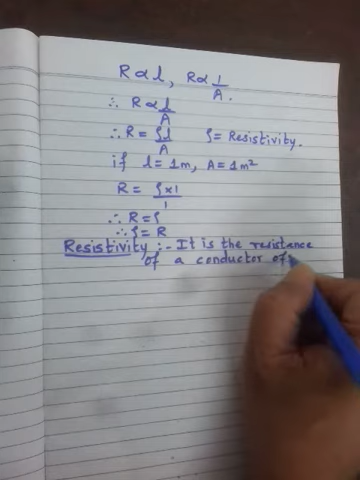 R ∝ l, R ∝ 1/A.
∴ R ∝ l/A
∴ R = ρl/A ρ = Resistivity.
if l = 1m, A = 1m²
R = ρ×1/1
∴ R = ρ
∴ ρ = R
Resistivity :- It is the resistance
of a conductor of